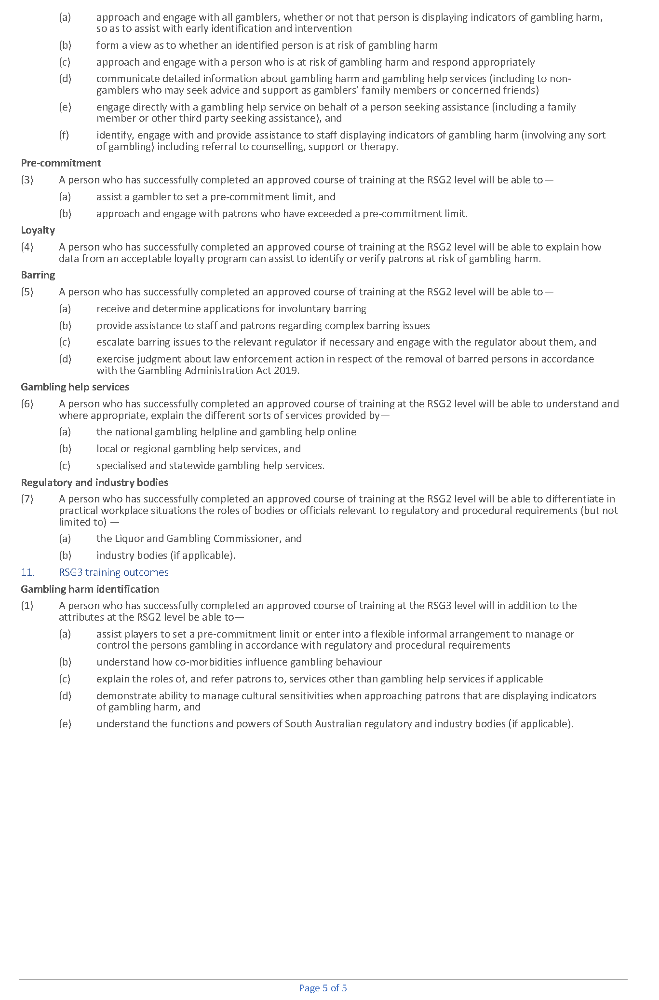 (a) approach and engage with all gamblers, whether or not that person is displaying indicators of gambling harm,
so as to assist with early identification and intervention
(b) form a view as to whether an identified person is at risk of gambling harm
(c) approach and engage with a person who is at risk of gambling harm and respond appropriately
(d) communicate detailed information about gambling harm and gambling help services (including to non-
gamblers who may seek advice and support as gamblers’ family members or concerned friends)
(e) engage directly with a gambling help service on behalf of a person seeking assistance (including a family
member or other third party seeking assistance), and
(f) identify, engage with and provide assistance to staff displaying indicators of gambling harm (involving any sort
of gambling) including referral to counselling, support or therapy.
Pre-commitment
(3) A person who has successfully completed an approved course of training at the RSG2 level will be able to—
(a) assist a gambler to set a pre-commitment limit, and
(b) approach and engage with patrons who have exceeded a pre-commitment limit.
Loyalty
(4) A person who has successfully completed an approved course of training at the RSG2 level will be able to explain how
data from an acceptable loyalty program can assist to identify or verify patrons at risk of gambling harm.
Barring
(5) A person who has successfully completed an approved course of training at the RSG2 level will be able to—
(a) receive and determine applications for involuntary barring
(b) provide assistance to staff and patrons regarding complex barring issues
(c) escalate barring issues to the relevant regulator if necessary and engage with the regulator about them, and
(d) exercise judgment about law enforcement action in respect of the removal of barred persons in accordance
with the Gambling Administration Act 2019.
Gambling help services
(6) A person who has successfully completed an approved course of training at the RSG2 level will be able to understand and
where appropriate, explain the different sorts of services provided by—
(a) the national gambling helpline and gambling help online
(b) local or regional gambling help services, and
(c) specialised and statewide gambling help services.
Regulatory and industry bodies
(7) A person who has successfully completed an approved course of training at the RSG2 level will be able to differentiate in
practical workplace situations the roles of bodies or officials relevant to regulatory and procedural requirements (but not
limited to) —
(a) the Liquor and Gambling Commissioner, and
(b) industry bodies (if applicable).
11. RSG3 training outcomes
Gambling harm identification
(1) A person who has successfully completed an approved course of training at the RSG3 level will in addition to the
attributes at the RSG2 level be able to—
(a) assist players to set a pre-commitment limit or enter into a flexible informal arrangement to manage or
control the persons gambling in accordance with regulatory and procedural requirements
(b) understand how co-morbidities influence gambling behaviour
(c) explain the roles of, and refer patrons to, services other than gambling help services if applicable
(d) demonstrate ability to manage cultural sensitivities when approaching patrons that are displaying indicators
of gambling harm, and
(e) understand the functions and powers of South Australian regulatory and industry bodies (if applicable).
Page 5 of 5